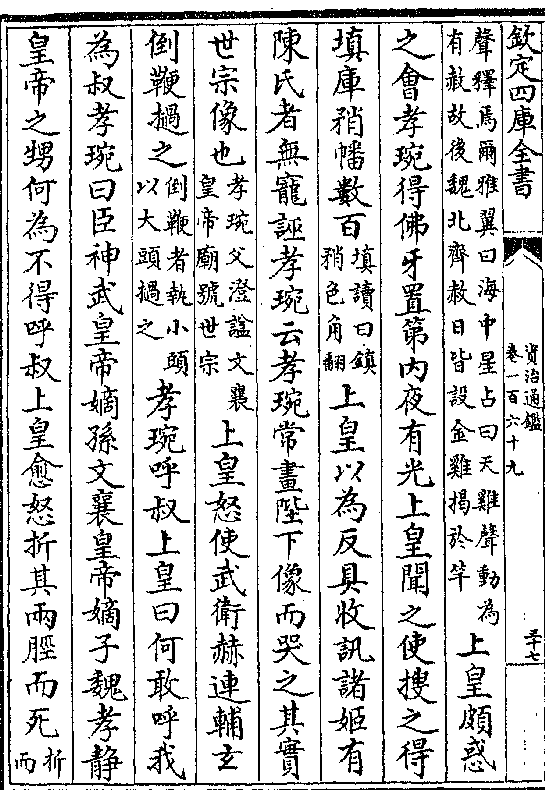 欽定四庫全書
資治通鑑
卷一百六十九
三十七
聲釋焉爾雅翼曰海中星占曰天雞聲動為
有赦故後魏北齊赦日皆設金雞揭於竿
上皇頗惑
之會孝琬得佛牙置第内夜有光上皇聞之使搜之得
填庫矟幡數百
填讀曰鎮
矟色角翻
上皇以為反具收訊諸姬有
陳氏者無寵誣孝琬云孝琬常畫陛下像而哭之其實
世宗像也
孝琬父澄諡文襄
皇帝廟號世宗
上皇怒使武衛赫連輔玄
倒鞭撾之
倒鞭者執小頭
以大頭撾之
孝琬呼叔上皇曰何敢呼我
為叔孝琬曰臣神武皇帝嫡孫文襄皇帝嫡子魏孝静
皇帝之甥何為不得呼叔上皇愈怒折其兩脛而死
折
而